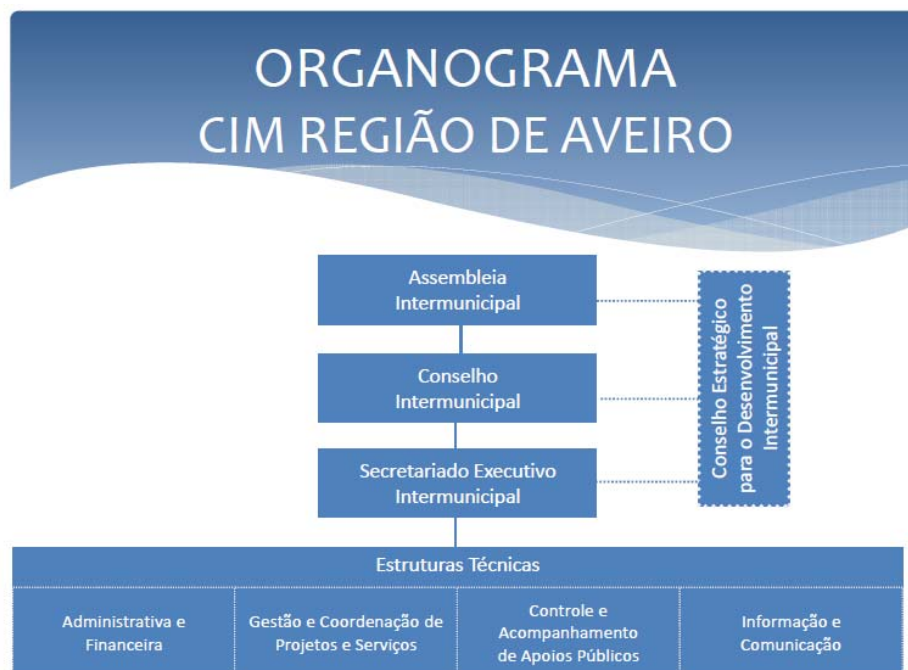 ORGANOGRAMA
CIM REGIÃO DE AVEIRO
Assembleia
Intermunicipal
Conselho
Intermunicipal
Secretariado Executivo
Intermunicipal
Conselho Estratégico
para o Desenvolvimento
Intermunicipal
Estruturas Técnicas
Administrativa e
Financeira
Gestão e Coordenação de
Projetos e Serviços
Controle e
Acompanhamento
de Apoios Públicos
Informação e
Comunicação